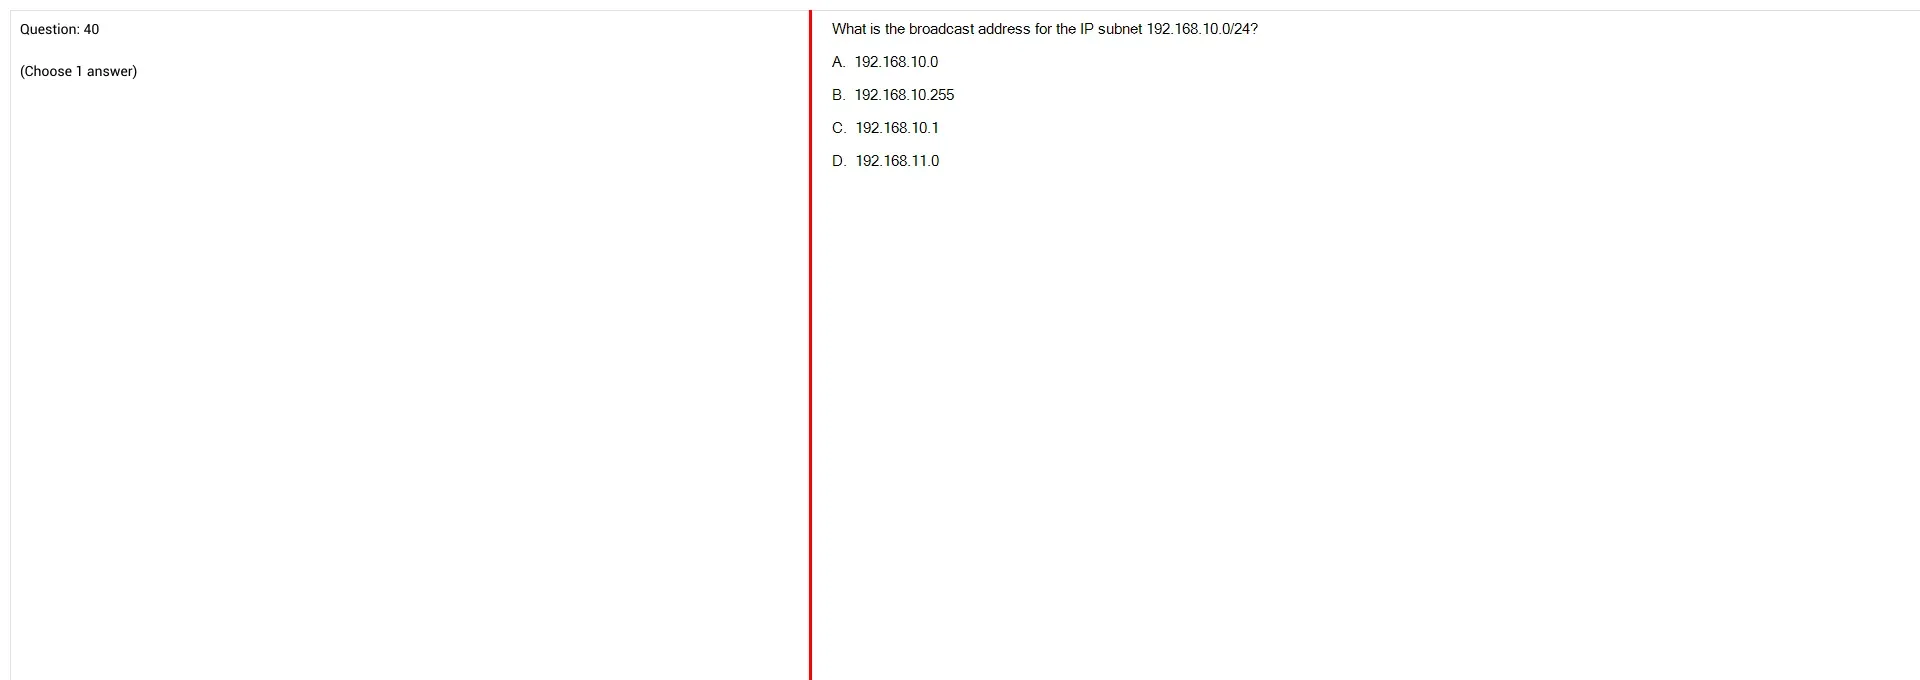 Question: 40
(Choose 1 answer)
What is the broadcast address for the IP subnet 192.168.10.0/24?
A. 192.168.10.0
B. 192.168.10.255
C. 192.168.10.1
D. 192.168.11.0